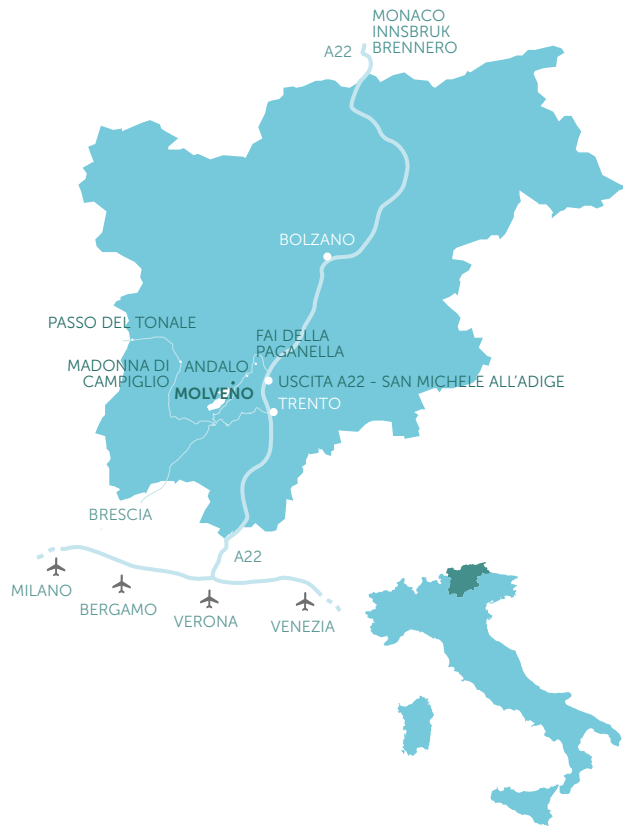 MONACO
INNSBRUK
BRENNERO
A22
BOLZANO
PASSO DEL TONALE
FAI DELLA
PAGANELLA
MADONNA DI
CAMPIGLIO
ANDALO
MOLVENO
USCITA A22 - SAN MICHELE ALL'ADIGE
TRENTO
BRESCIA
A22
MILANO
BERGAMO
VERONA
VENEZIA